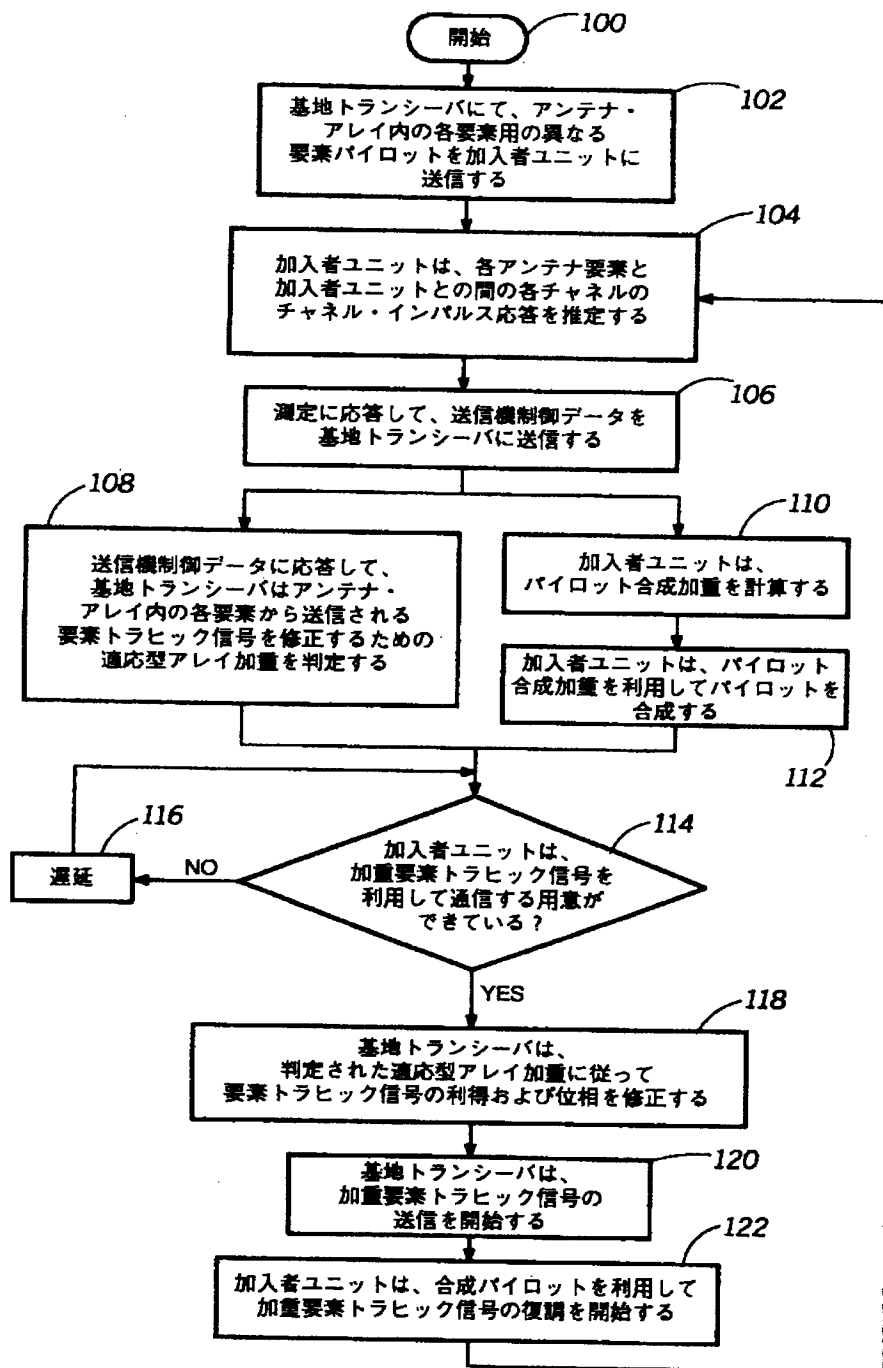 開始
100
102
基地トランシーバにて、アンテナ・
アレイ内の各要素用の異なる
要素パイロットを加入者ユニットに
送信する
104
加入者ユニットは、各アンテナ要素と
加入者ユニットとの間の各チャネルの
チャネル・インパルス応答を推定する
106
測定に応答して、送信機制御データを
基地トランシーバに送信する
108
送信機制御データに応答して、
基地トランシーバはアンテナ・
アレイ内の各要素から送信される
要素トラヒック信号を修正するための
適応型アレイ加重を判定する
110
加入者ユニットは、
パイロット合成加重を計算する
加入者ユニットは、パイロット
合成加重を利用してパイロットを
合成する
112
114
加入者ユニットは、
加重要素トラヒック信号を
利用して通信する用意が
できている?
116
遅延
NO
YES
118
基地トランシーバは、
判定された適応型アレイ加重に従って
要素トラヒック信号の利得および位相を修正する
120
基地トランシーバは、
加重要素トラヒック信号の
送信を開始する
122
加入者ユニットは、合成パイロットを利用して
加重要素トラヒック信号の復調を開始する